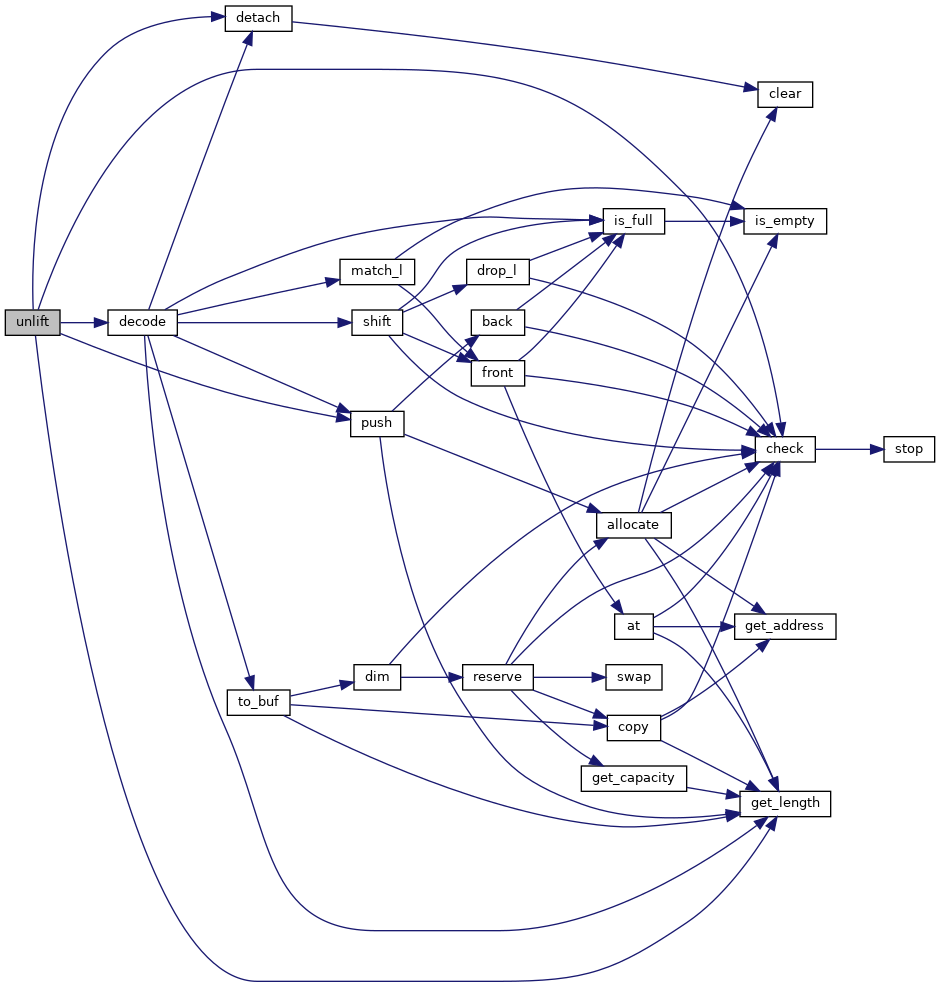 detach
clear
is_full
is_empty
match_l
drop_l
unlift
decode
shift
back
front
push
check
stop
allocate
at
get_address
dim
reserve
swap
to_buf
copy
get_capacity
get_length